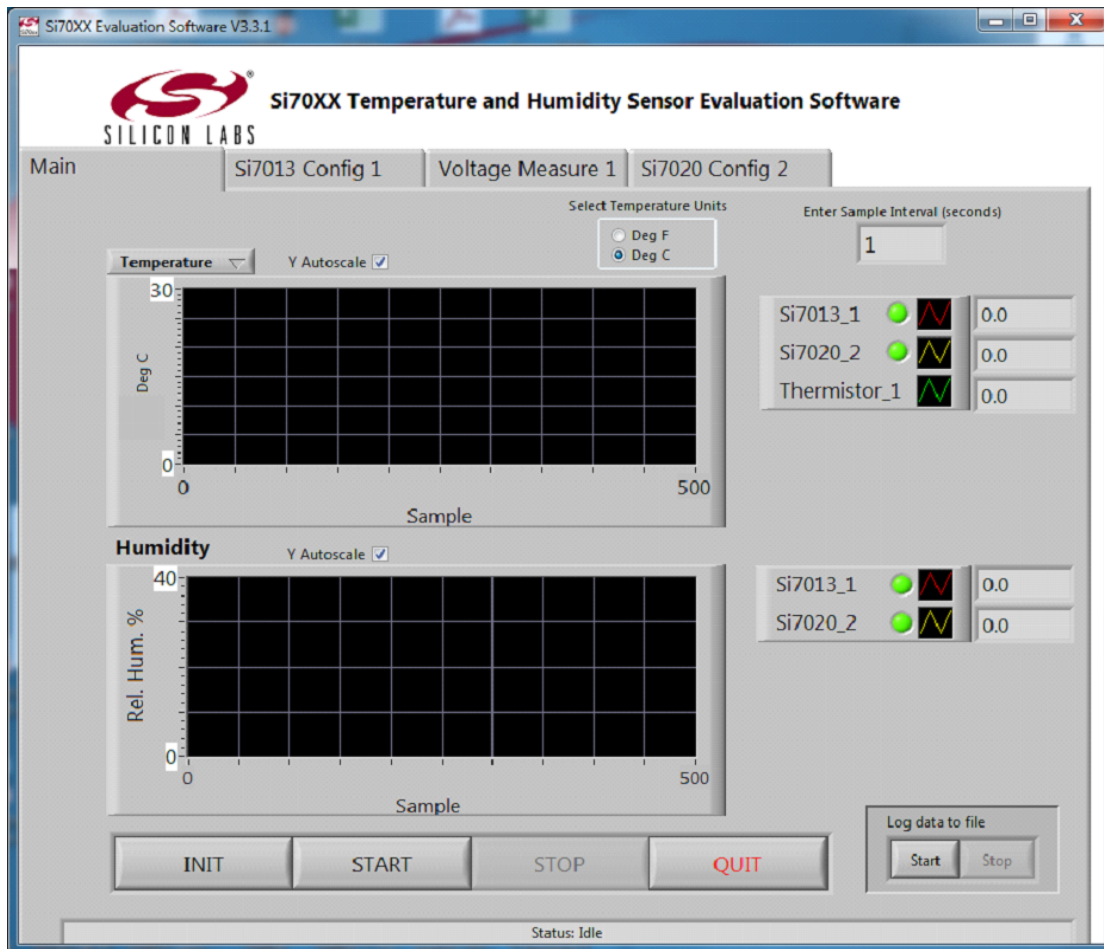 Si70XX Evaluation Software V3.3.1
Si70XX Temperature and Humidity Sensor Evaluation Software
SILICON LABS
Main
Si7013 Config 1
Voltage Measure 1
Si7020 Config 2
Select Temperature Units
Enter Sample Interval (seconds)
Deg F
Deg C
1
Temperature
Y Autoscale
30
Deg C
0
0
500
Sample
Si7013_1
0.0
Si7020_2
0.0
Thermistor_1
0.0
Humidity
Y Autoscale
40
Rel. Hum. %
0
0
500
Sample
Si7013_1
0.0
Si7020_2
0.0
Log data to file
Start
Stop
INIT
START
STOP
QUIT
Status: Idle